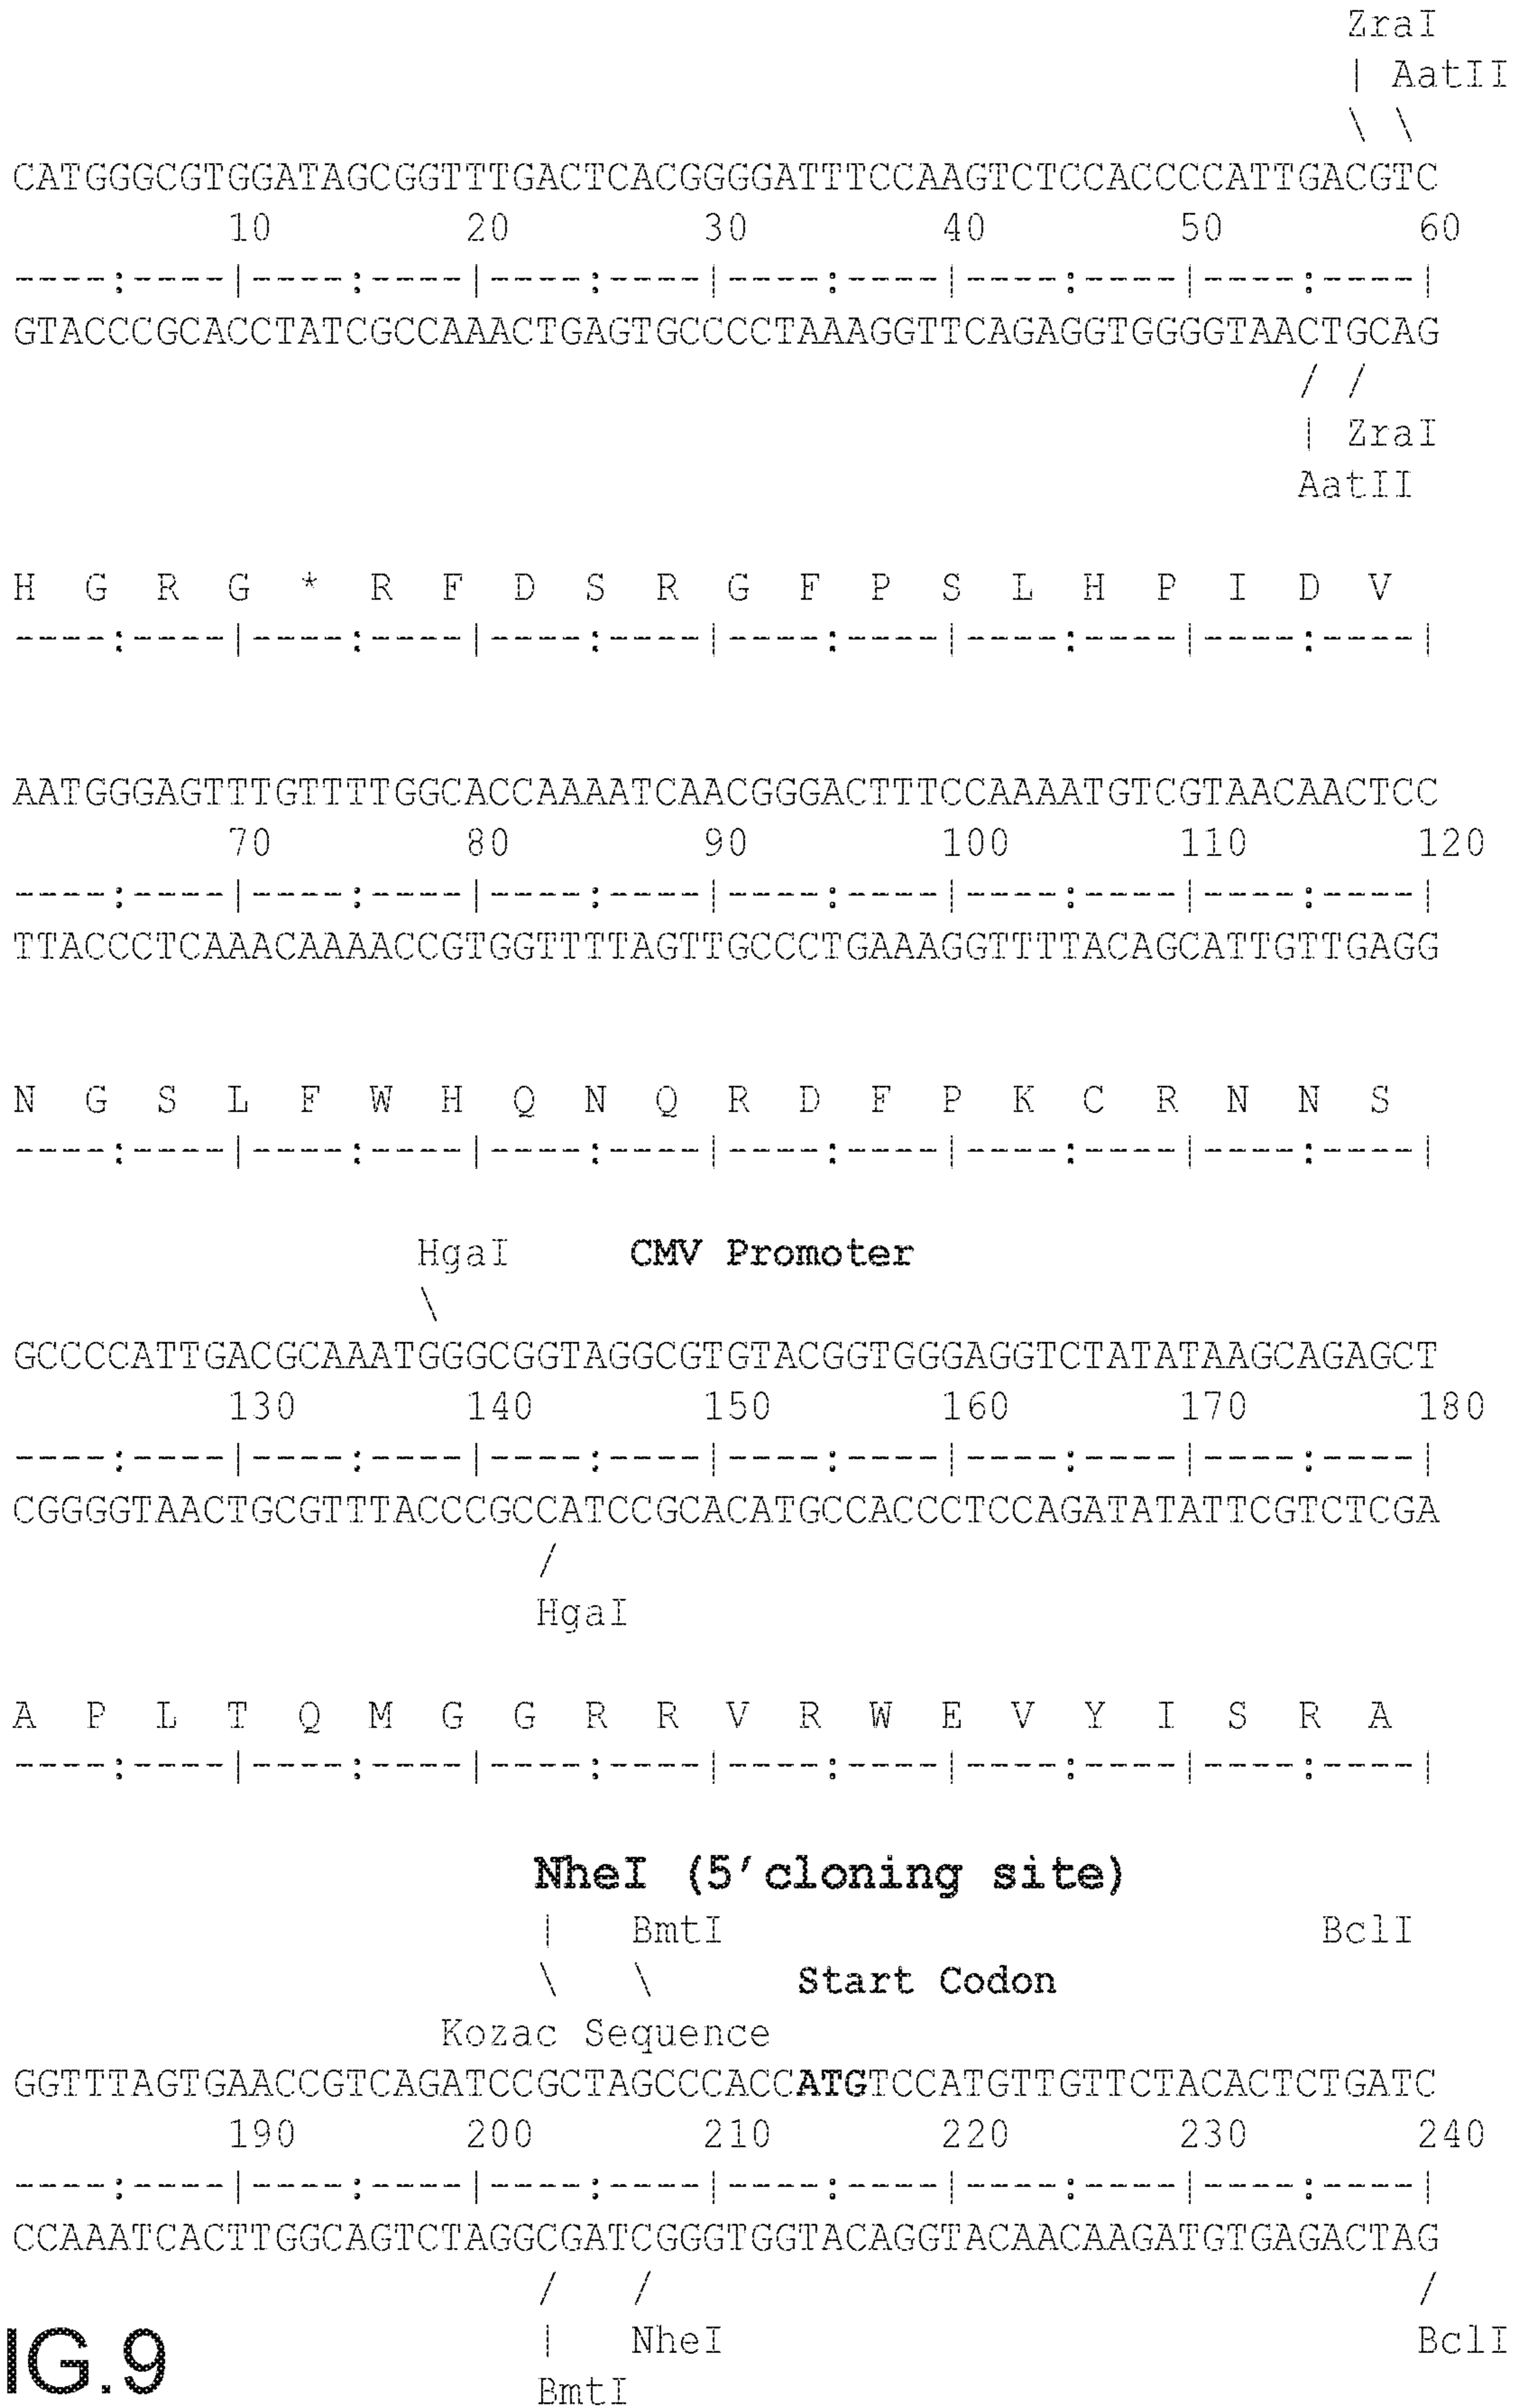 ZraI
| AatII
\ \
CATGGGCGTGGATAGCGGTTTGACTCACGGGGATTTCCAAGTCTCCACCCCATTGACGTC
10 20 30 40 50 60
----:----|----:----|----:----|----:----|----:----|----:----|
GTACCCGCACCTATCGCCAAACTGAGTGCCCCTAAAGGTTCAGAGGTGGGGTAACTGCAG
/ /
| ZraI
AatII
H G R G * R F D S R G F P S L H P I D V
----:----|----:----|----:----|----:----|----:----|----:----|
AATGGGAGTTTGTTTTGGCACCAAAATCAACGGGACTTTCCAAAATGTCGTAACAACTCC
70 80 90 100 110 120
----:----|----:----|----:----|----:----|----:----|----:----|
TTACCCTCAAACAAAACCGTGGTTTTAGTTGCCCTGAAAGGTTTTACAGCATTGTTGAGG
N G S L F W H Q N Q R D F P K C R N N S
----:----|----:----|----:----|----:----|----:----|----:----|
HgaI CMV Promoter
\
GCCCCATTGACGCAAATGGGCGGTAGGCGTGTACGGTGGGAGGTCTATATAAGCAGAGCT
130 140 150 160 170 180
----:----|----:----|----:----|----:----|----:----|----:----|
CGGGGTAACTGCGTTTACCCGCCATCCGCACATGCCACCCTCCAGATATATTCGTCTCGA
/
HgaI
A P L T Q M G G R R V R W E V Y I S R A
----:----|----:----|----:----|----:----|----:----|----:----|
NheI (5'cloning site)
| BmtI BclI
\ \ Start Codon
Kozac Sequence
GGTTTAGTGAACCGTCAGATCCGCTAGCCCACCATGTCCATGTTGTTCTACACTCTGATC
190 200 210 220 230 240
----:----|----:----|----:----|----:----|----:----|----:----|
CCAAATCACTTGGCAGTCTAGGCGATCGGGTGGTACAGGTACAACAAGATGTGAGACTAG
/ / /
| NheI BclI
BmtI
IG.9